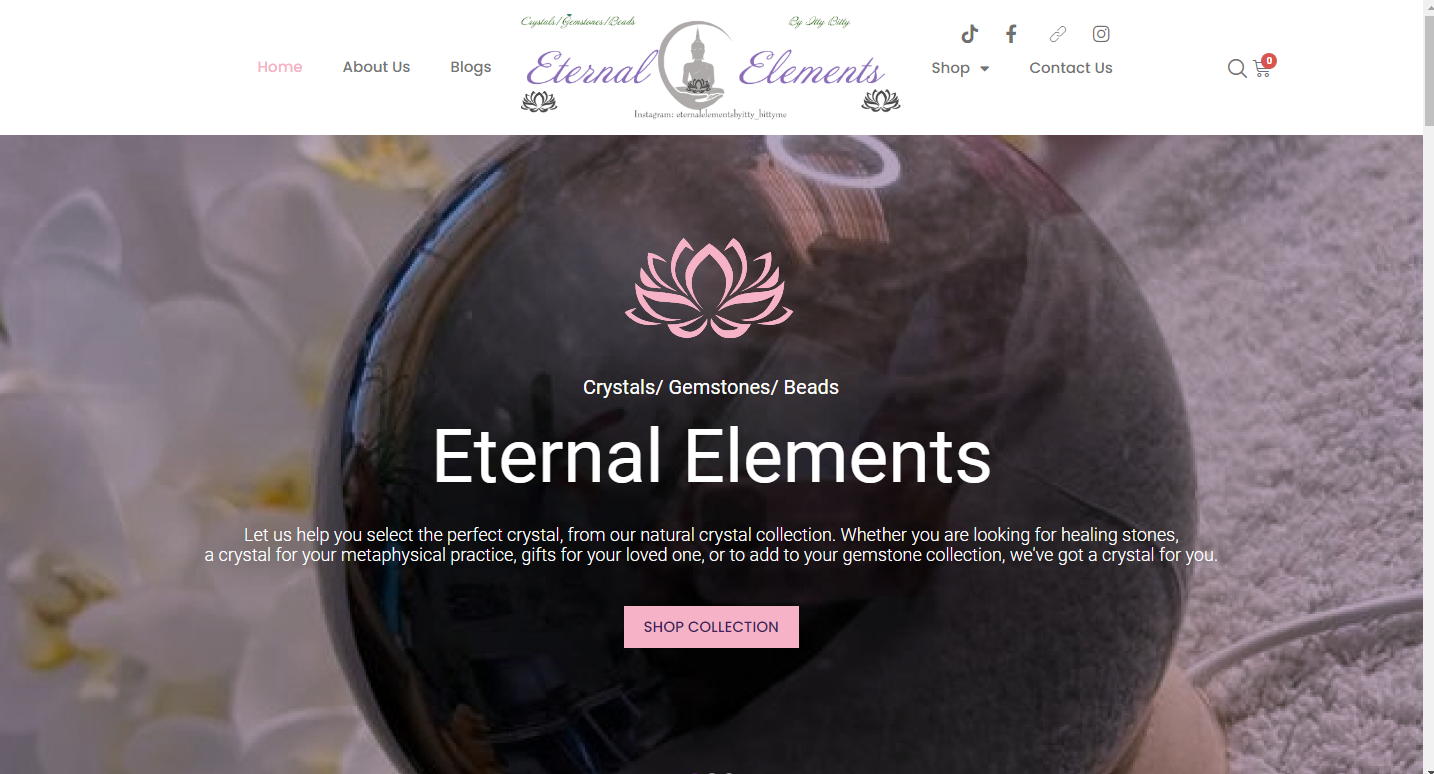 Crystals/Gemstones/Beads
By Itty Bitty
Home
About Us
Blogs
Eternal Elements
Instagram: eternalelementsbyitty_bittyme
Shop
Contact Us
0
Crystals/ Gemstones/ Beads
Eternal Elements
Let us help you select the perfect crystal, from our natural crystal collection. Whether you are looking for healing stones,
a crystal for your metaphysical practice, gifts for your loved one, or to add to your gemstone collection, we’ve got a crystal for you.
SHOP COLLECTION